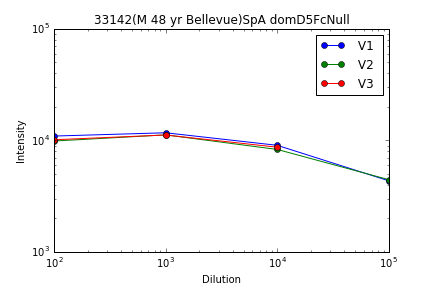 33142(M 48 yr Bellevue)SpA domD5FcNull
10^5
10^4
10^3
Intensity
V1
V2
V3
10^2 10^3 10^4 10^5
Dilution